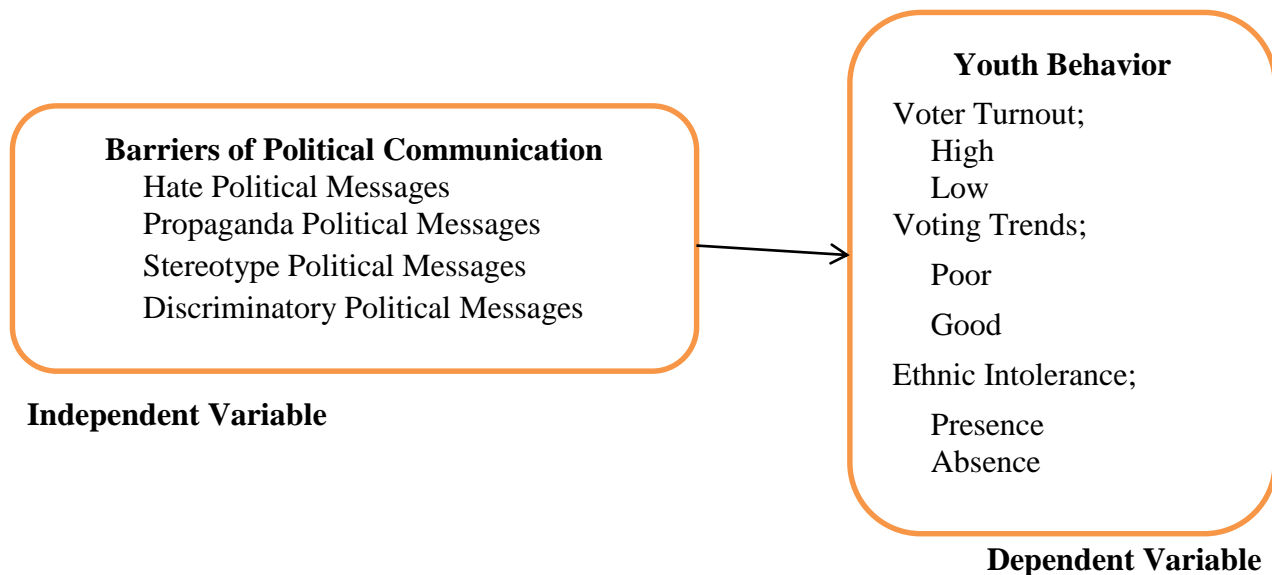 Barriers of Political Communication
Hate Political Messages
Propaganda Political Messages
Stereotype Political Messages
Discriminatory Political Messages
Independent Variable
Youth Behavior
Voter Turnout;
High
Low
Voting Trends;
Poor
Good
Ethnic Intolerance;
Presence
Absence
Dependent Variable